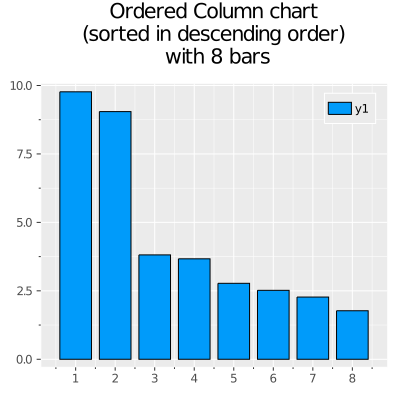 Ordered Column chart
(sorted in descending order)
with 8 bars
10.0
7.5
5.0
2.5
0.0
y1
1 2 3 4 5 6 7 8